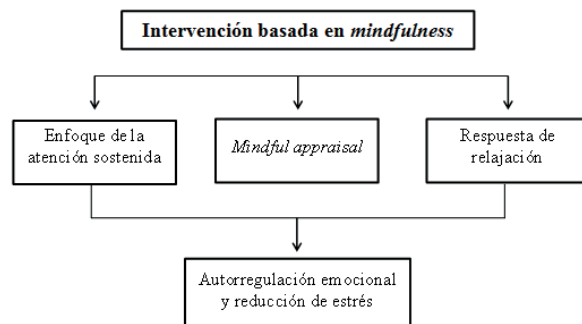 Intervención basada en mindfulness
Enfoque de la
atención sostenida
Mindful appraisal
Respuesta de
relajación
Autorregulación emocional
y reducción de estrés